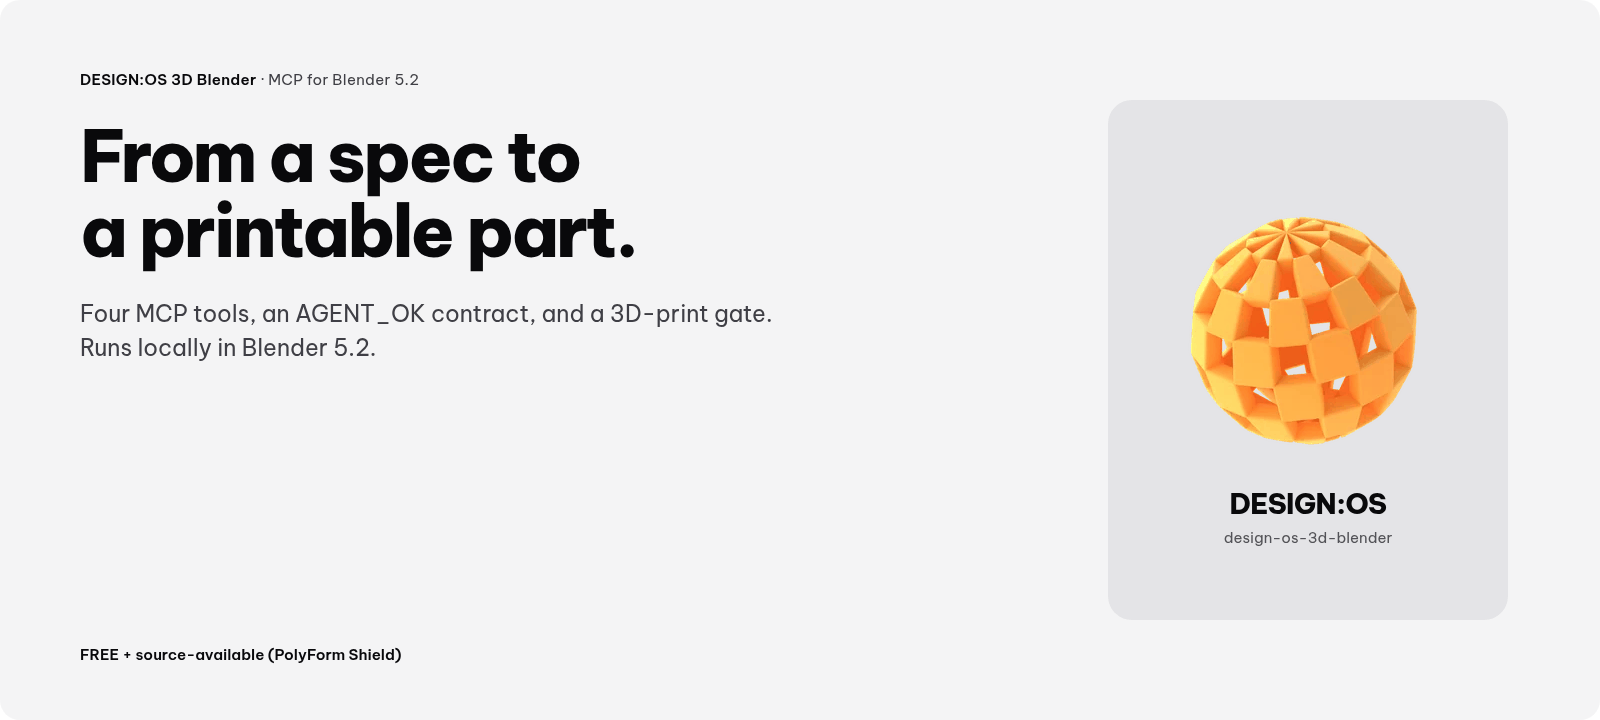 DESIGN:OS 3D Blender · MCP for Blender 5.2
From a spec to
a printable part.
Four MCP tools, an AGENT_OK contract, and a 3D-print gate.
Runs locally in Blender 5.2.
DESIGN:OS
design-os-3d-blender
FREE + source-available (PolyForm Shield)